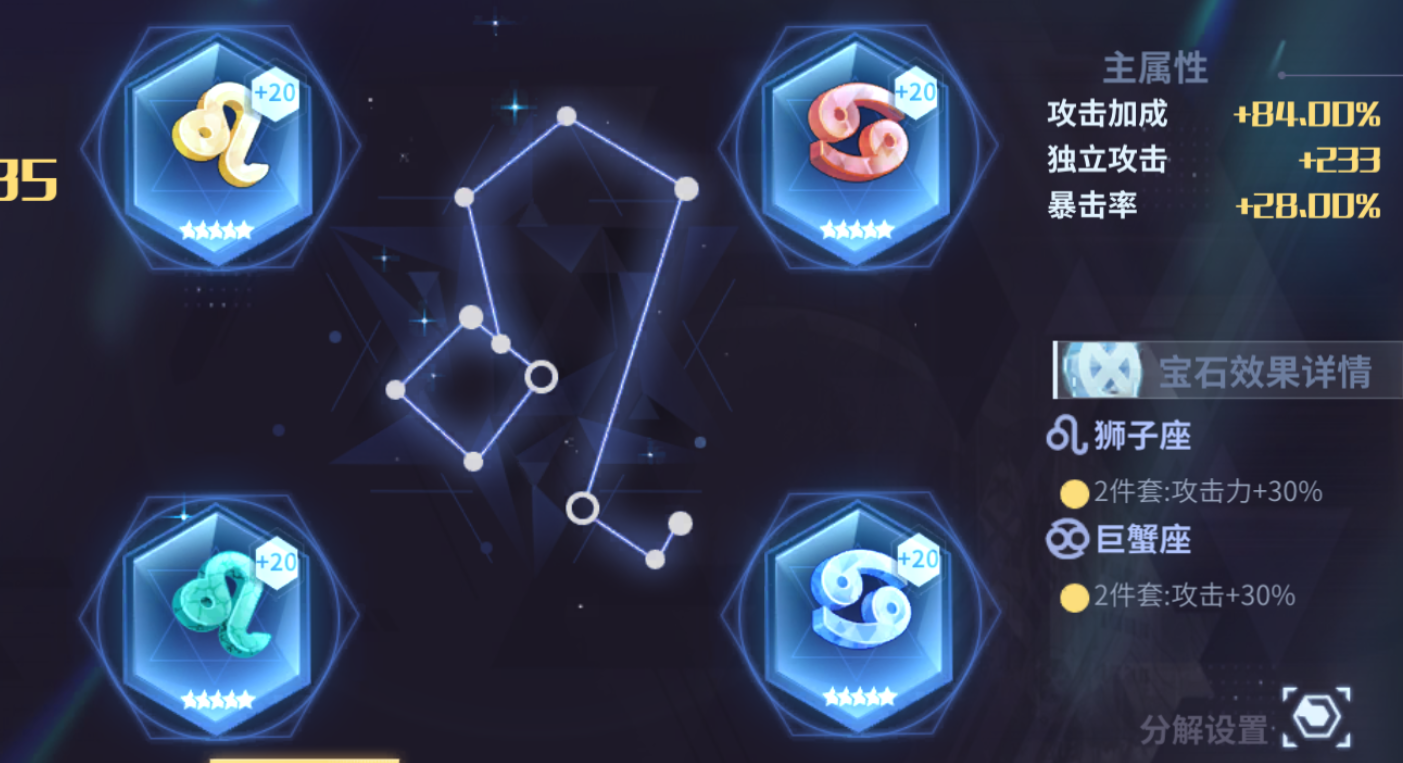 +20
+20
主属性
攻击加成 +84.00%
35
独立攻击 +233
暴击率 +28.00%
宝石效果详情
狮子座
2件套:攻击力+30%
巨蟹座
+20
+20
2件套:攻击+30%
分解设置